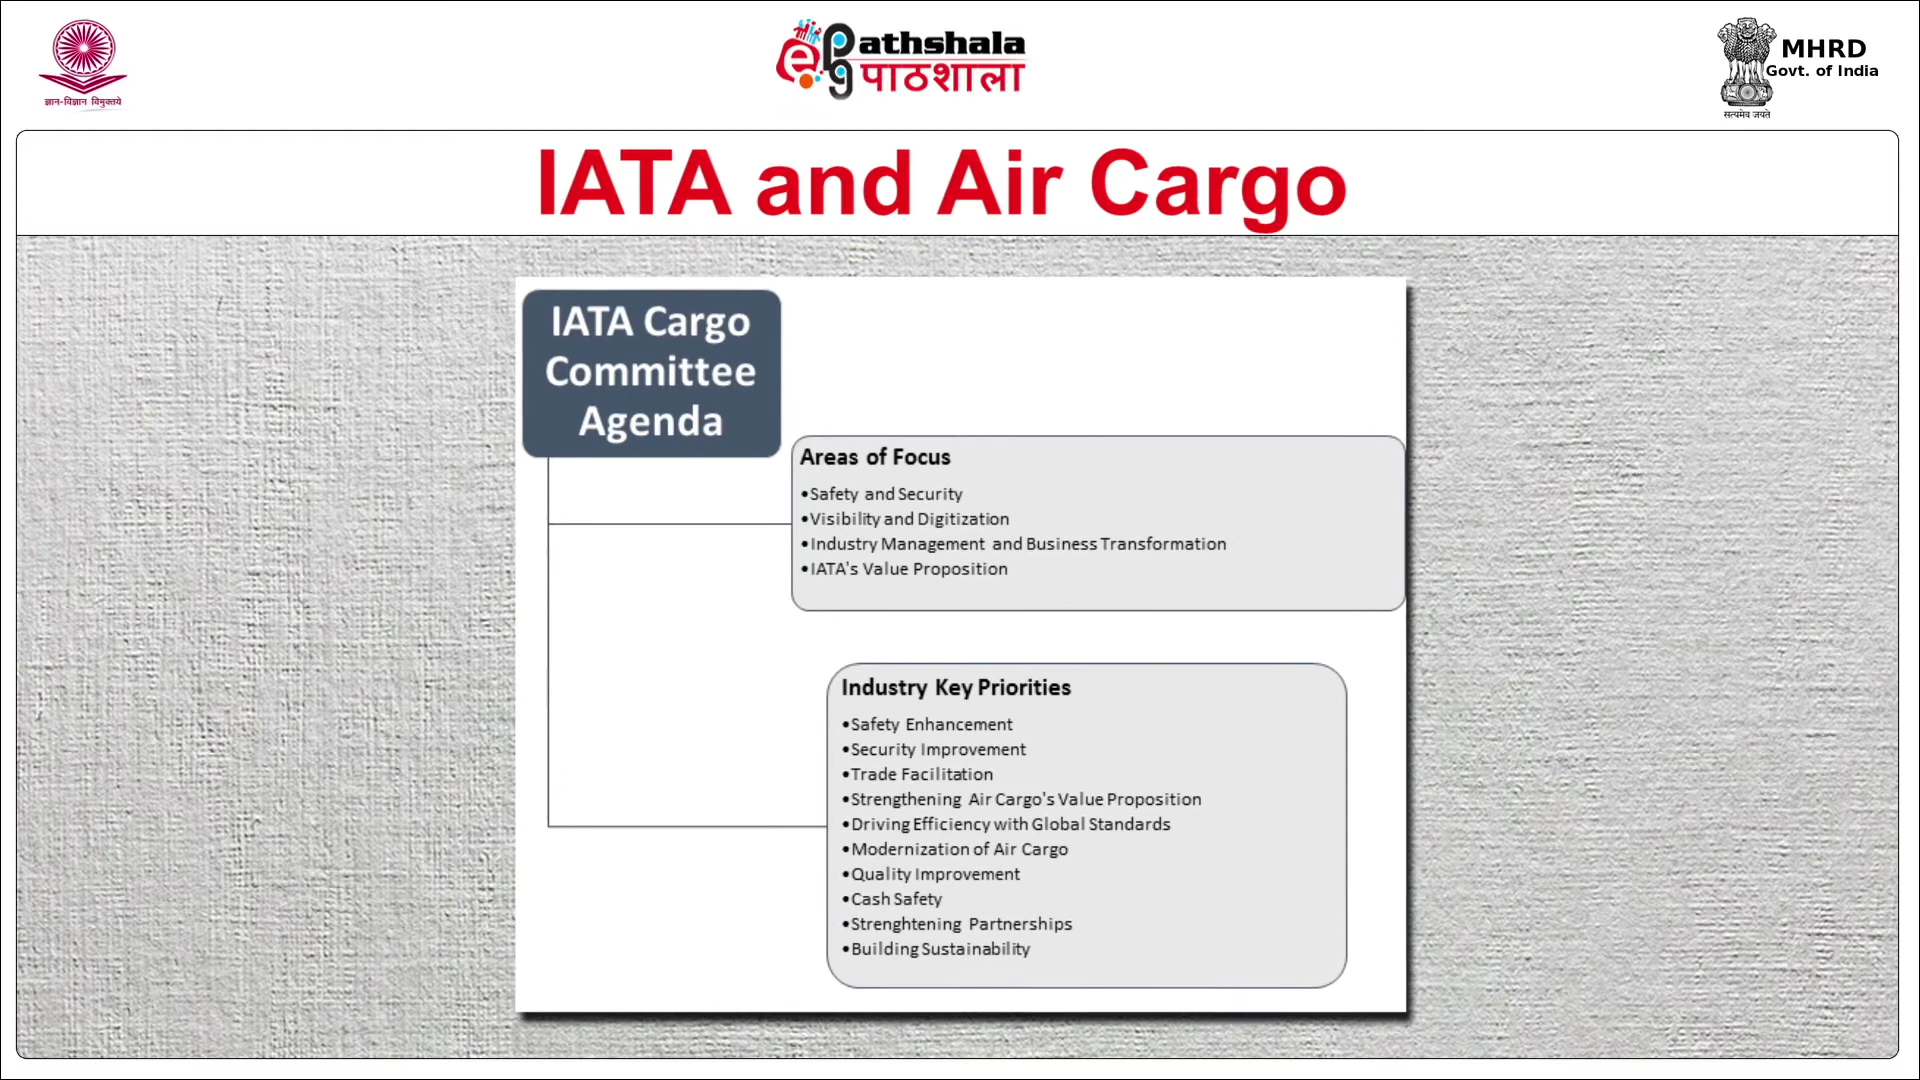 ज्ञान-विज्ञान विमुक्तये
epg
athshala
पाठशाला
MHRD
Govt. of India
सत्यमेव जयते
IATA and Air Cargo
IATA Cargo
Committee
Agenda
Areas of Focus
•Safety and Security
•Visibility and Digitization
•Industry Management and Business Transformation
•IATA's Value Proposition
Industry Key Priorities
•Safety Enhancement
•Security Improvement
•Trade Facilitation
•Strengthening Air Cargo's Value Proposition
•Driving Efficiency with Global Standards
•Modernization of Air Cargo
•Quality Improvement
•Cash Safety
•Strenghtening Partnerships
•Building Sustainability